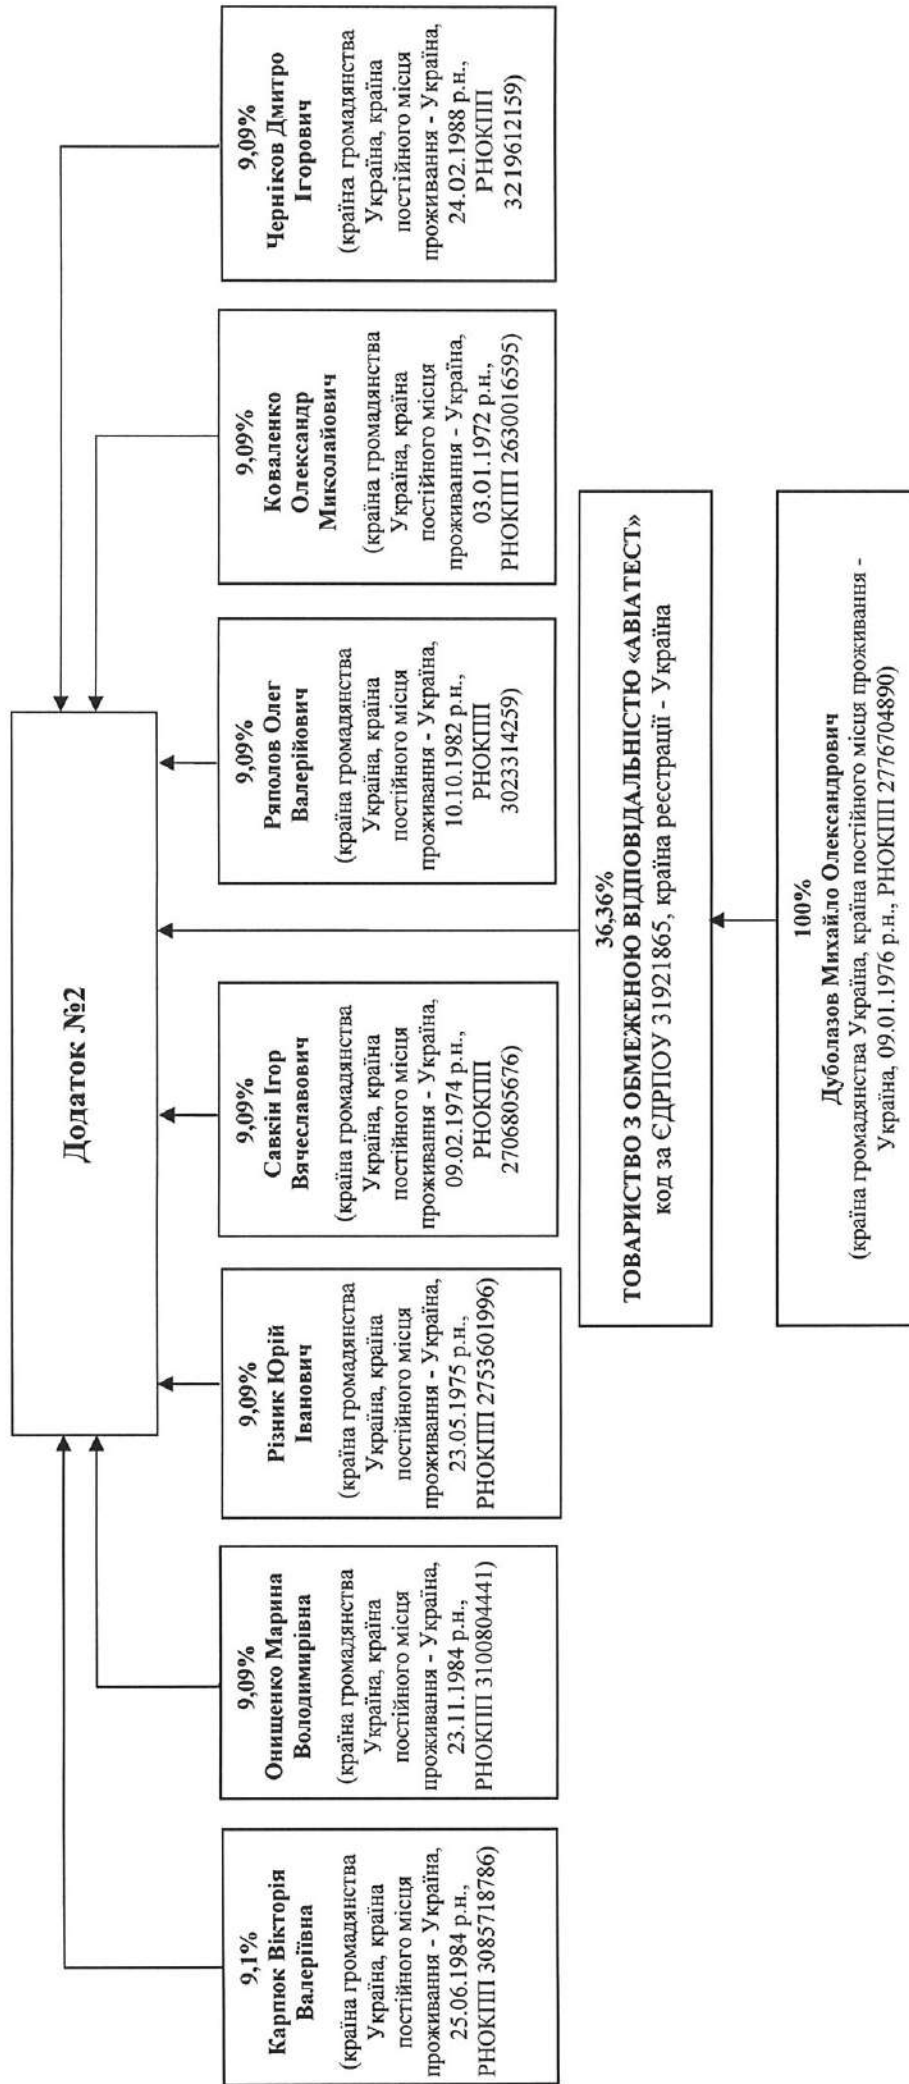 Додаток №2
9,1%
Карпюк Вікторія
Валеріївна
(країна громадянства
Україна, країна
постійного місця
проживання - Україна,
25.06.1984 р.н.,
РНОКПП 3085718786)
9,09%
Онищенко Марина
Володимирівна
(країна громадянства
Україна, країна
постійного місця
проживання - Україна,
23.11.1984 р.н.,
РНОКПП 3100804441)
9,09%
Різник Юрій
Іванович
(країна громадянства
Україна, країна
постійного місця
проживання - Україна,
23.05.1975 р.н.,
РНОКПП 2753601996)
9,09%
Савкін Ігор
Вячеславович
(країна громадянства
Україна, країна
постійного місця
проживання - Україна,
09.02.1974 р.н.,
РНОКПП
2706805676)
9,09%
Ряполов Олег
Валерійович
(країна громадянства
Україна, країна
постійного місця
проживання - Україна,
10.10.1982 р.н.,
РНОКПП
3023314259)
9,09%
Коваленко
Олександр
Миколайович
(країна громадянства
Україна, країна
постійного місця
проживання - Україна,
03.01.1972 р.н.,
РНОКПП 2630016595)
9,09%
Черніков Дмитро
Ігорович
(країна громадянства
Україна, країна
постійного місця
проживання - Україна,
24.02.1988 р.н.,
РНОКПП
3219612159)
36,36%
ТОВАРИСТВО З ОБМЕЖЕНОЮ ВІДПОВІДАЛЬНІСТЮ «АВІАТЕСТ»
код за ЄДРПОУ 31921865, країна реєстрації - Україна
100%
Дуболазов Михайло Олександрович
(країна громадянства Україна, країна постійного місця проживання -
Україна, 09.01.1976 р.н., РНОКПП 2776704890)